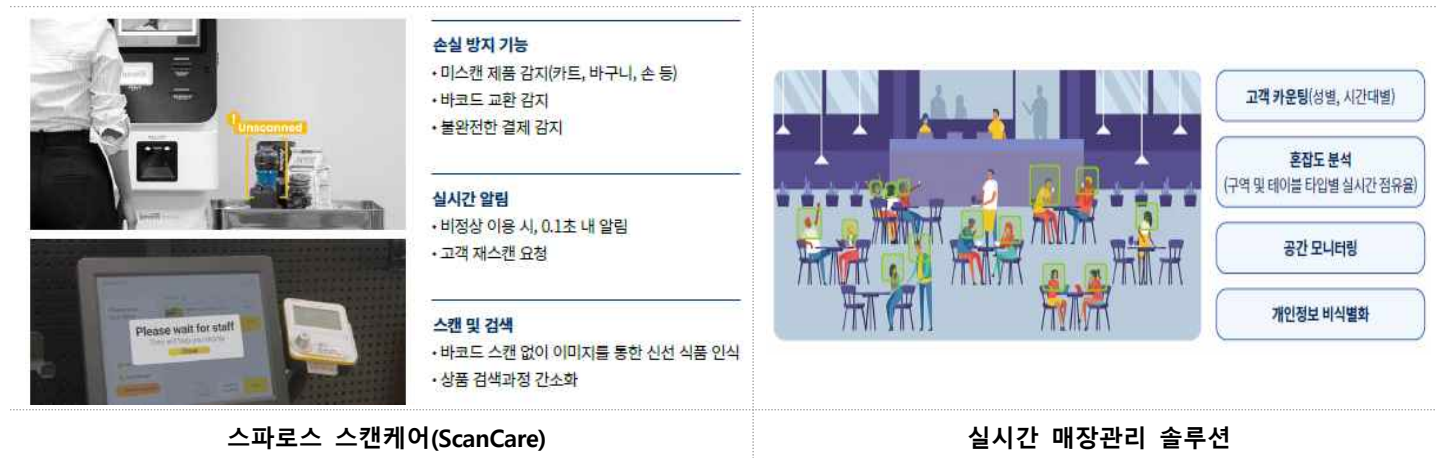 Unscanned
Please wait for staff
손실 방지 기능
• 미스캔 제품 감지(카트, 바구니, 손 등)
• 바코드 교환 감지
• 불완전한 결제 감지
실시간 알림
• 비정상 이용 시, 0.1초 내 알림
• 고객 재스캔 요청
스캔 및 검색
• 바코드 스캔 없이 이미지를 통한 신선 식품 인식
• 상품 검색과정 간소화
스파로스 스캔케어(ScanCare)
고객 카운팅(성별, 시간대별)
혼잡도 분석
(구역 및 테이블 타입별 실시간 점유율)
공간 모니터링
개인정보 비식별화
실시간 매장관리 솔루션